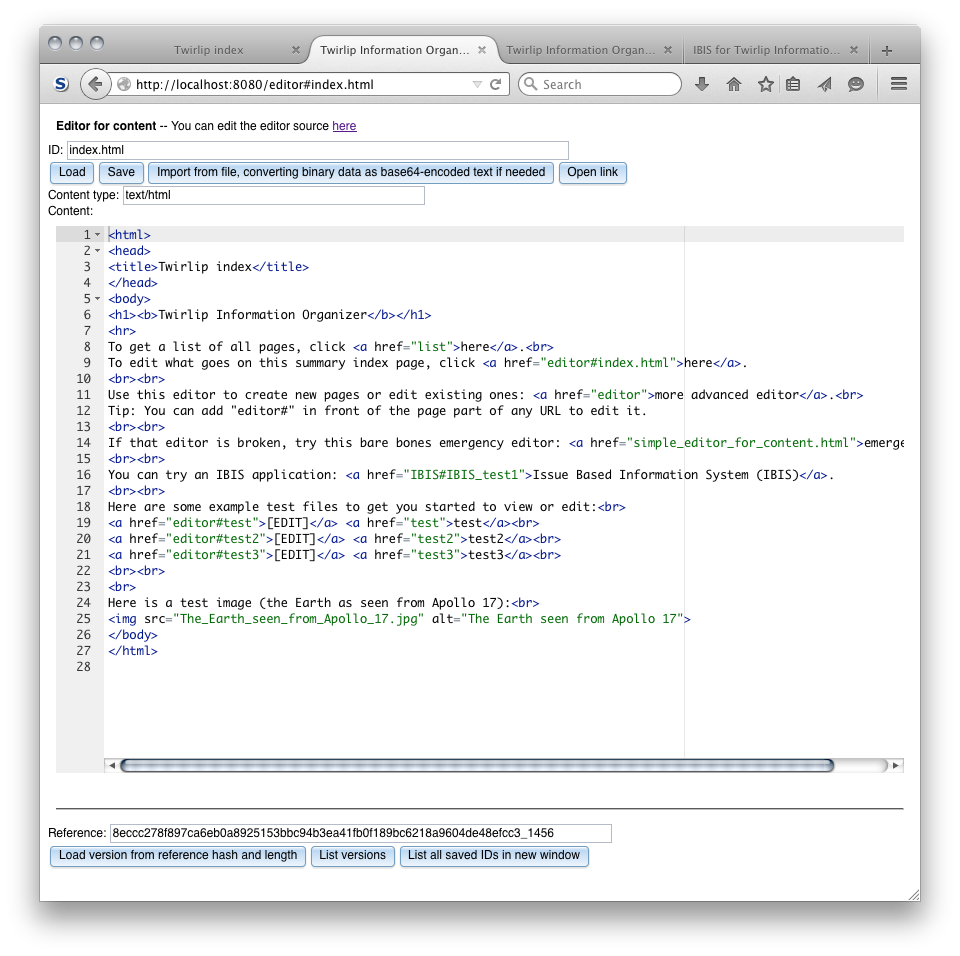 Twirlip index
Twirlip Information Organ...
Twirlip Information Organ...
IBIS for Twirlip Informatio...
S
http://localhost:8080/editor#index.html
Search
Editor for content -- You can edit the editor source here
ID: index.html
Load Save Import from file, converting binary data as base64-encoded text if needed Open link
Content type: text/html
Content:
1 <html>
2 <head>
3 <title>Twirlip index</title>
4 </head>
5 <body>
6 <h1><b>Twirlip Information Organizer</b></h1>
7 <hr>
8 To get a list of all pages, click <a href="list">here</a>.<br>
9 To edit what goes on this summary index page, click <a href="editor#index.html">here</a>.
10 <br><br>
11 Use this editor to create new pages or edit existing ones: <a href="editor">more advanced editor</a>.<br>
12 Tip: You can add "editor#" in front of the page part of any URL to edit it.
13 <br><br>
14 If that editor is broken, try this bare bones emergency editor: <a href="simple_editor_for_content.html">emerge
15 <br><br>
16 You can try an IBIS application: <a href="IBIS#IBIS_test1">Issue Based Information System (IBIS)</a>.
17 <br><br>
18 Here are some example test files to get you started to view or edit:<br>
19 <a href="editor#test">[EDIT]</a> <a href="test">test</a><br>
20 <a href="editor#test2">[EDIT]</a> <a href="test2">test2</a><br>
21 <a href="editor#test3">[EDIT]</a> <a href="test3">test3</a><br>
22 <br><br>
23 <br>
24 Here is a test image (the Earth as seen from Apollo 17):<br>
25 <img src="The_Earth_seen_from_Apollo_17.jpg" alt="The Earth seen from Apollo 17">
26 </body>
27 </html>
28
Reference: 8eccc278f897ca6eb0a8925153bbc94b3ea41fb0f189bc6218a9604de48efcc3_1456
Load version from reference hash and length List versions List all saved IDs in new window